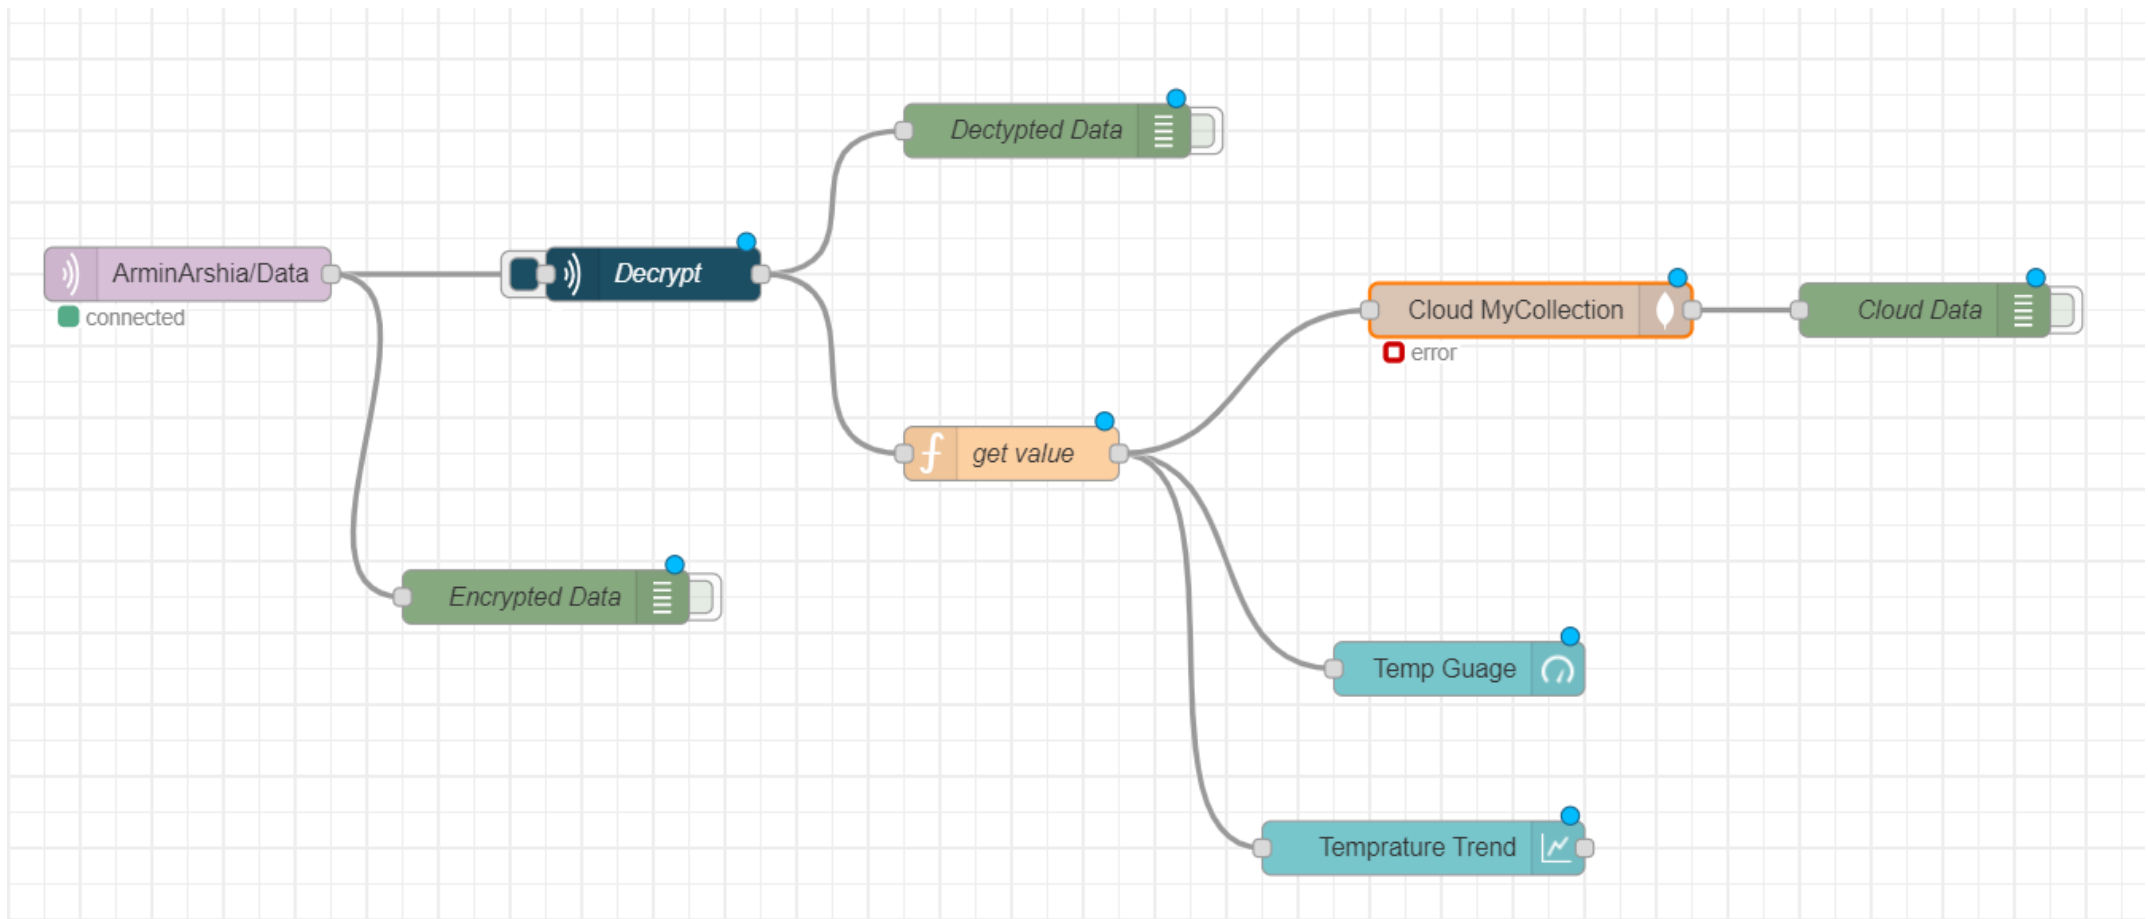 Dectypted Data
ArminArshia/Data
Decrypt
connected
Cloud MyCollection
Cloud Data
error
get value
Encrypted Data
Temp Guage
Temprature Trend